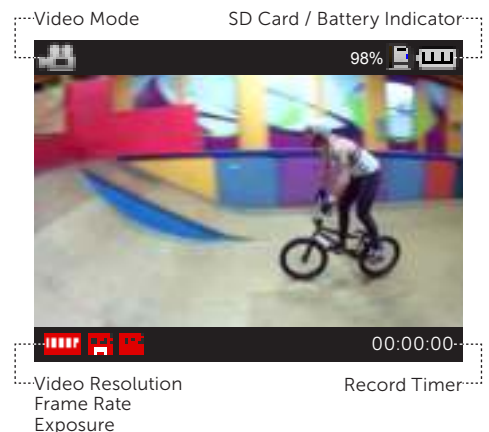 Video Mode
SD Card / Battery Indicator
98%
00:00:00
Video Resolution
Frame Rate
Exposure
Record Timer